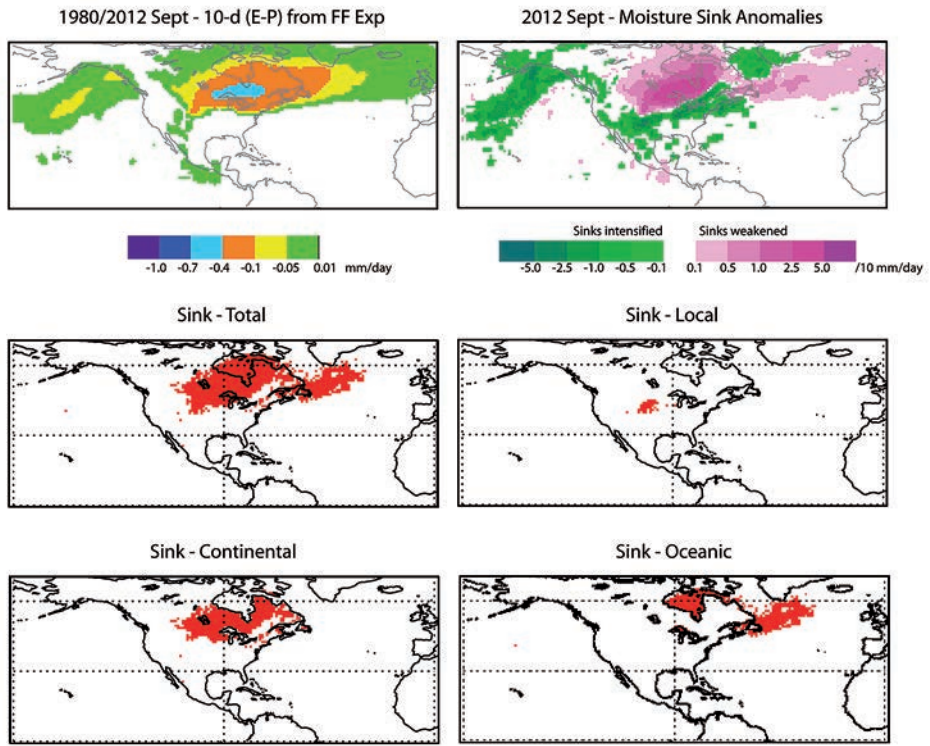 1980/2012 Sept - 10-d (E-P) from FF Exp
2012 Sept - Moisture Sink Anomalies
-1.0 -0.7 -0.4 -0.1 -0.05 0.01 mm/day
Sinks intensified Sinks weakened
-5.0 -2.5 -1.0 -0.5 -0.1 0.1 0.5 1.0 2.5 5.0 /10 mm/day
Sink - Total
Sink - Local
Sink - Continental
Sink - Oceanic